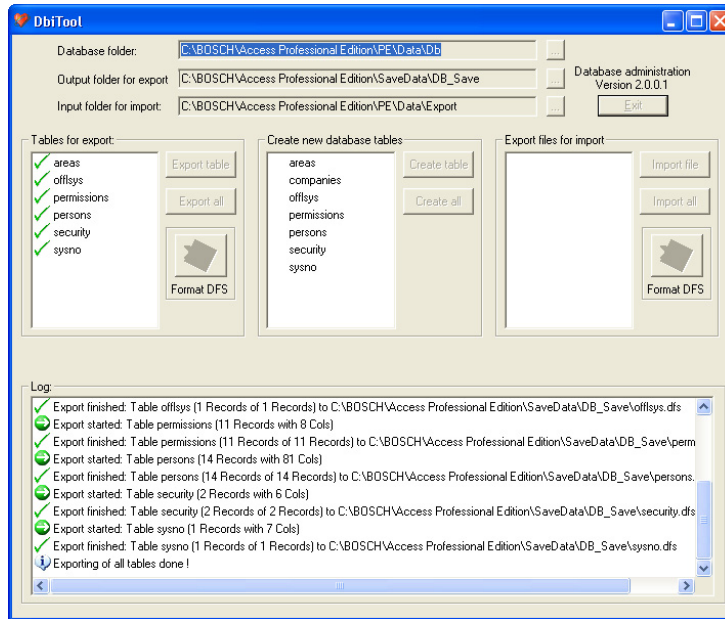 DbiTool
Database folder: C:\BOSCH\Access Professional Edition\PE\Data\Db ...
Output folder for export C:\BOSCH\Access Professional Edition\SaveData\DB_Save ...
Input folder for import: C:\BOSCH\Access Professional Edition\PE\Data\Export ...
Database administration
Version 2.0.0.1
Exit
Tables for export:
areas
offlsys
permissions
persons
security
sysno
Export table
Export all
Format DFS
Create new database tables
areas
companies
offlsys
permissions
persons
security
sysno
Create table
Create all
Export files for import
Import file
Import all
Format DFS
Log:
Export finished: Table offlsys (1 Records of 1 Records) to C:\BOSCH\Access Professional Edition\SaveData\DB_Save\offlsys.dfs
Export started: Table permissions (11 Records with 8 Cols)
Export finished: Table permissions (11 Records of 11 Records) to C:\BOSCH\Access Professional Edition\SaveData\DB_Save\perm
Export started: Table persons (14 Records with 81 Cols)
Export finished: Table persons (14 Records of 14 Records) to C:\BOSCH\Access Professional Edition\SaveData\DB_Save\persons.
Export started: Table security (2 Records with 6 Cols)
Export finished: Table security (2 Records of 2 Records) to C:\BOSCH\Access Professional Edition\SaveData\DB_Save\security.dfs
Export started: Table sysno (1 Records with 7 Cols)
Export finished: Table sysno (1 Records of 1 Records) to C:\BOSCH\Access Professional Edition\SaveData\DB_Save\sysno.dfs
Exporting of all tables done !